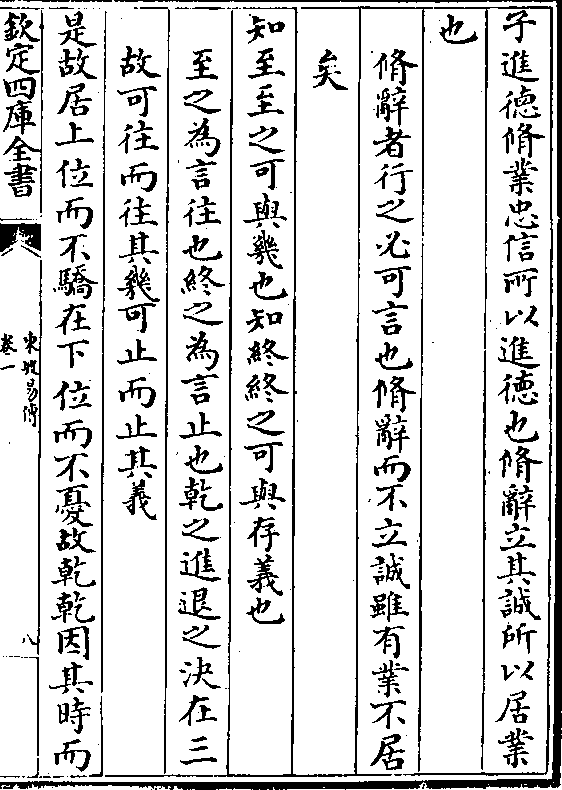 子進徳脩業忠信所以進徳也脩辭立其誠所以居業
也
脩辭者行之必可言也脩辭而不立誠雖有業不居
矣
知至至之可與㡬也知終終之可與存義也
至之為言往也終之為言止也乾之進退之決在三
故可往而往其㡬可止而止其義
是故居上位而不驕在下位而不憂故乾乾因其時而
欽定四庫全書
東坡易傳
卷一
八